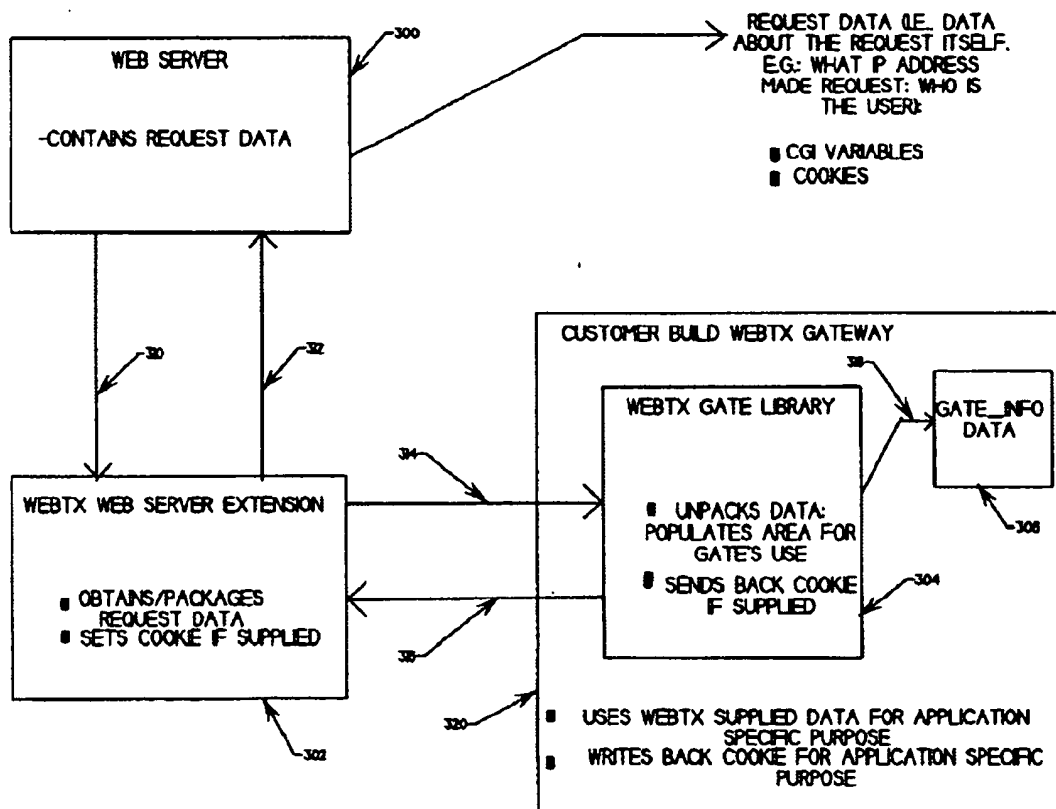 WEB SERVER
-CONTAINS REQUEST DATA
300
REQUEST DATA (I.E. DATA
ABOUT THE REQUEST ITSELF.
E.G.: WHAT IP ADDRESS
MADE REQUEST: WHO IS
THE USER):
CGI VARIABLES
COOKIES
310
312
CUSTOMER BUILD WEBTX GATEWAY
318
WEBTX GATE LIBRARY
GATE_INFO
DATA
314
WEBTX WEB SERVER EXTENSION
UNPACKS DATA:
POPULATES AREA FOR
GATE'S USE
SENDS BACK COOKIE
IF SUPPLIED
304
OBTAINS/PACKAGES
REQUEST DATA
SETS COOKIE IF SUPPLIED
320
302
USES WEBTX SUPPLIED DATA FOR APPLICATION
SPECIFIC PURPOSE
WRITES BACK COOKIE FOR APPLICATION SPECIFIC
PURPOSE